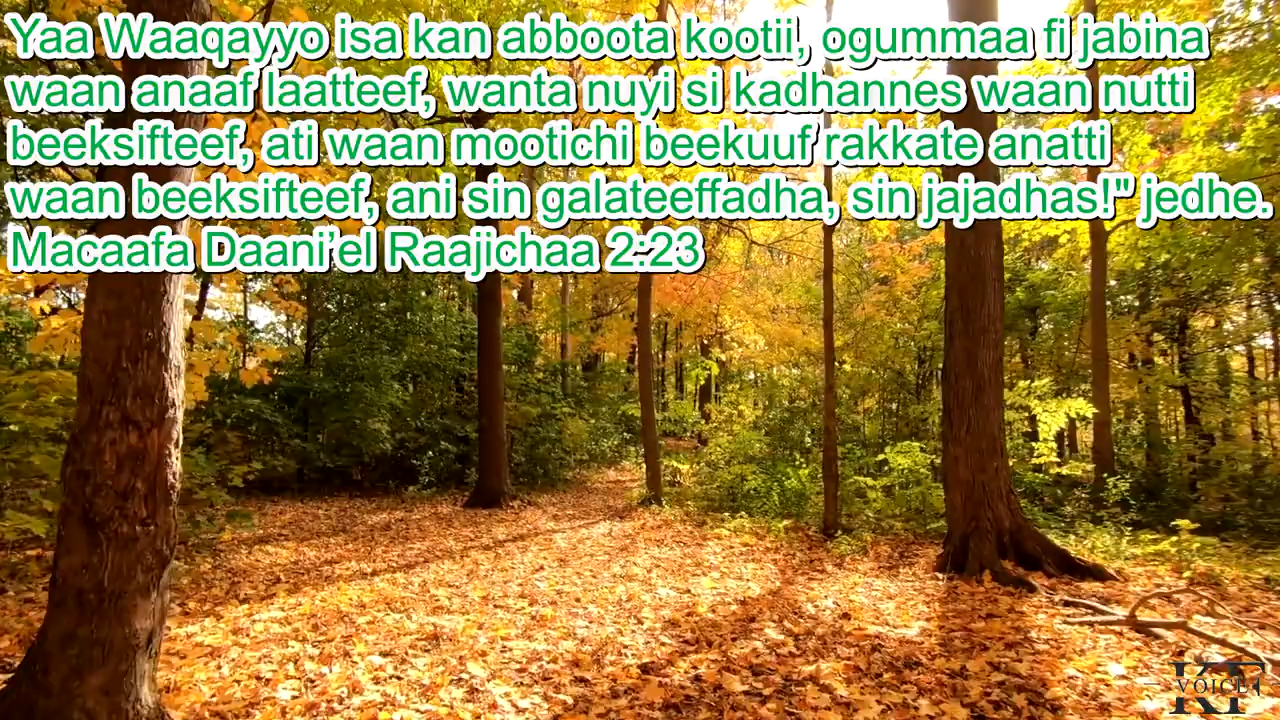 Yaa Waaqayyo isa kan abboota kootii, ogummaa fi jabina
waan anaaf laatteef, wanta nuyi si kadhannes waan nutti
beeksifteef, ati waan mootichi beekuuf rakkate anatti
waan beeksifteef, ani sin galateeffadha, sin jajadhas!" jedhe.
Macaafa Daani’el Raajichaa 2:23
KF
VOICE